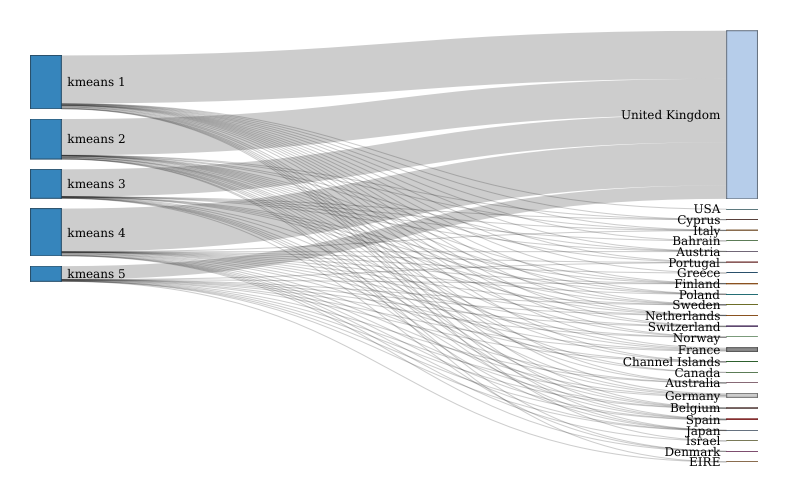 kmeans 1
kmeans 2
kmeans 3
kmeans 4
kmeans 5
United Kingdom
USA
Cyprus
Italy
Bahrain
Austria
Portugal
Greece
Finland
Poland
Sweden
Netherlands
Switzerland
Norway
France
Channel Islands
Canada
Australia
Germany
Belgium
Spain
Japan
Israel
Denmark
EIRE